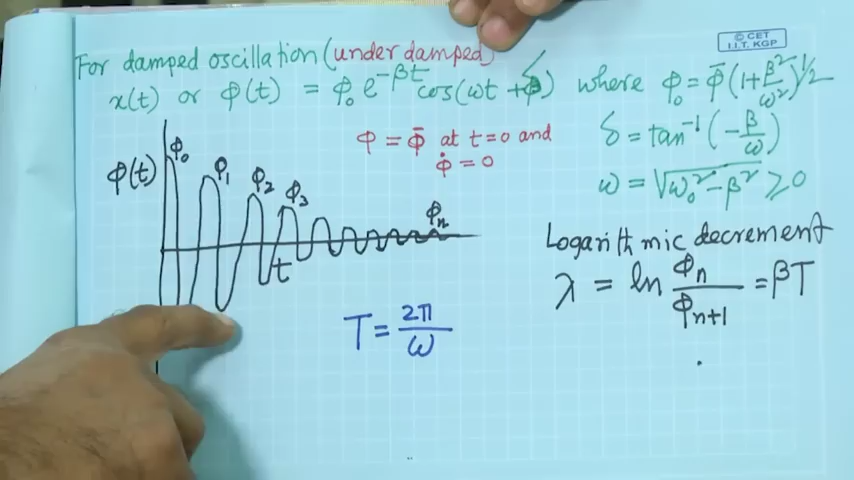 © CET
I.I.T. KGP
For damped oscillation (under damped)
x(t) or φ(t) = φ₀ e^{-βt} cos(ωt + δ) where φ₀ = φ̄ (1 + β²/ω²)^{1/2}
φ = φ̄ at t=0 and
φ̇ = 0
δ = tan⁻¹ (-β/ω)
ω = √(ω₀² - β²) ≥ 0
φ(t) φ₀ φ₁ φ₂ φ₃ φₙ
t
Logarithmic decrement
λ = ln φₙ/φₙ₊₁ = βT
T = 2π/ω